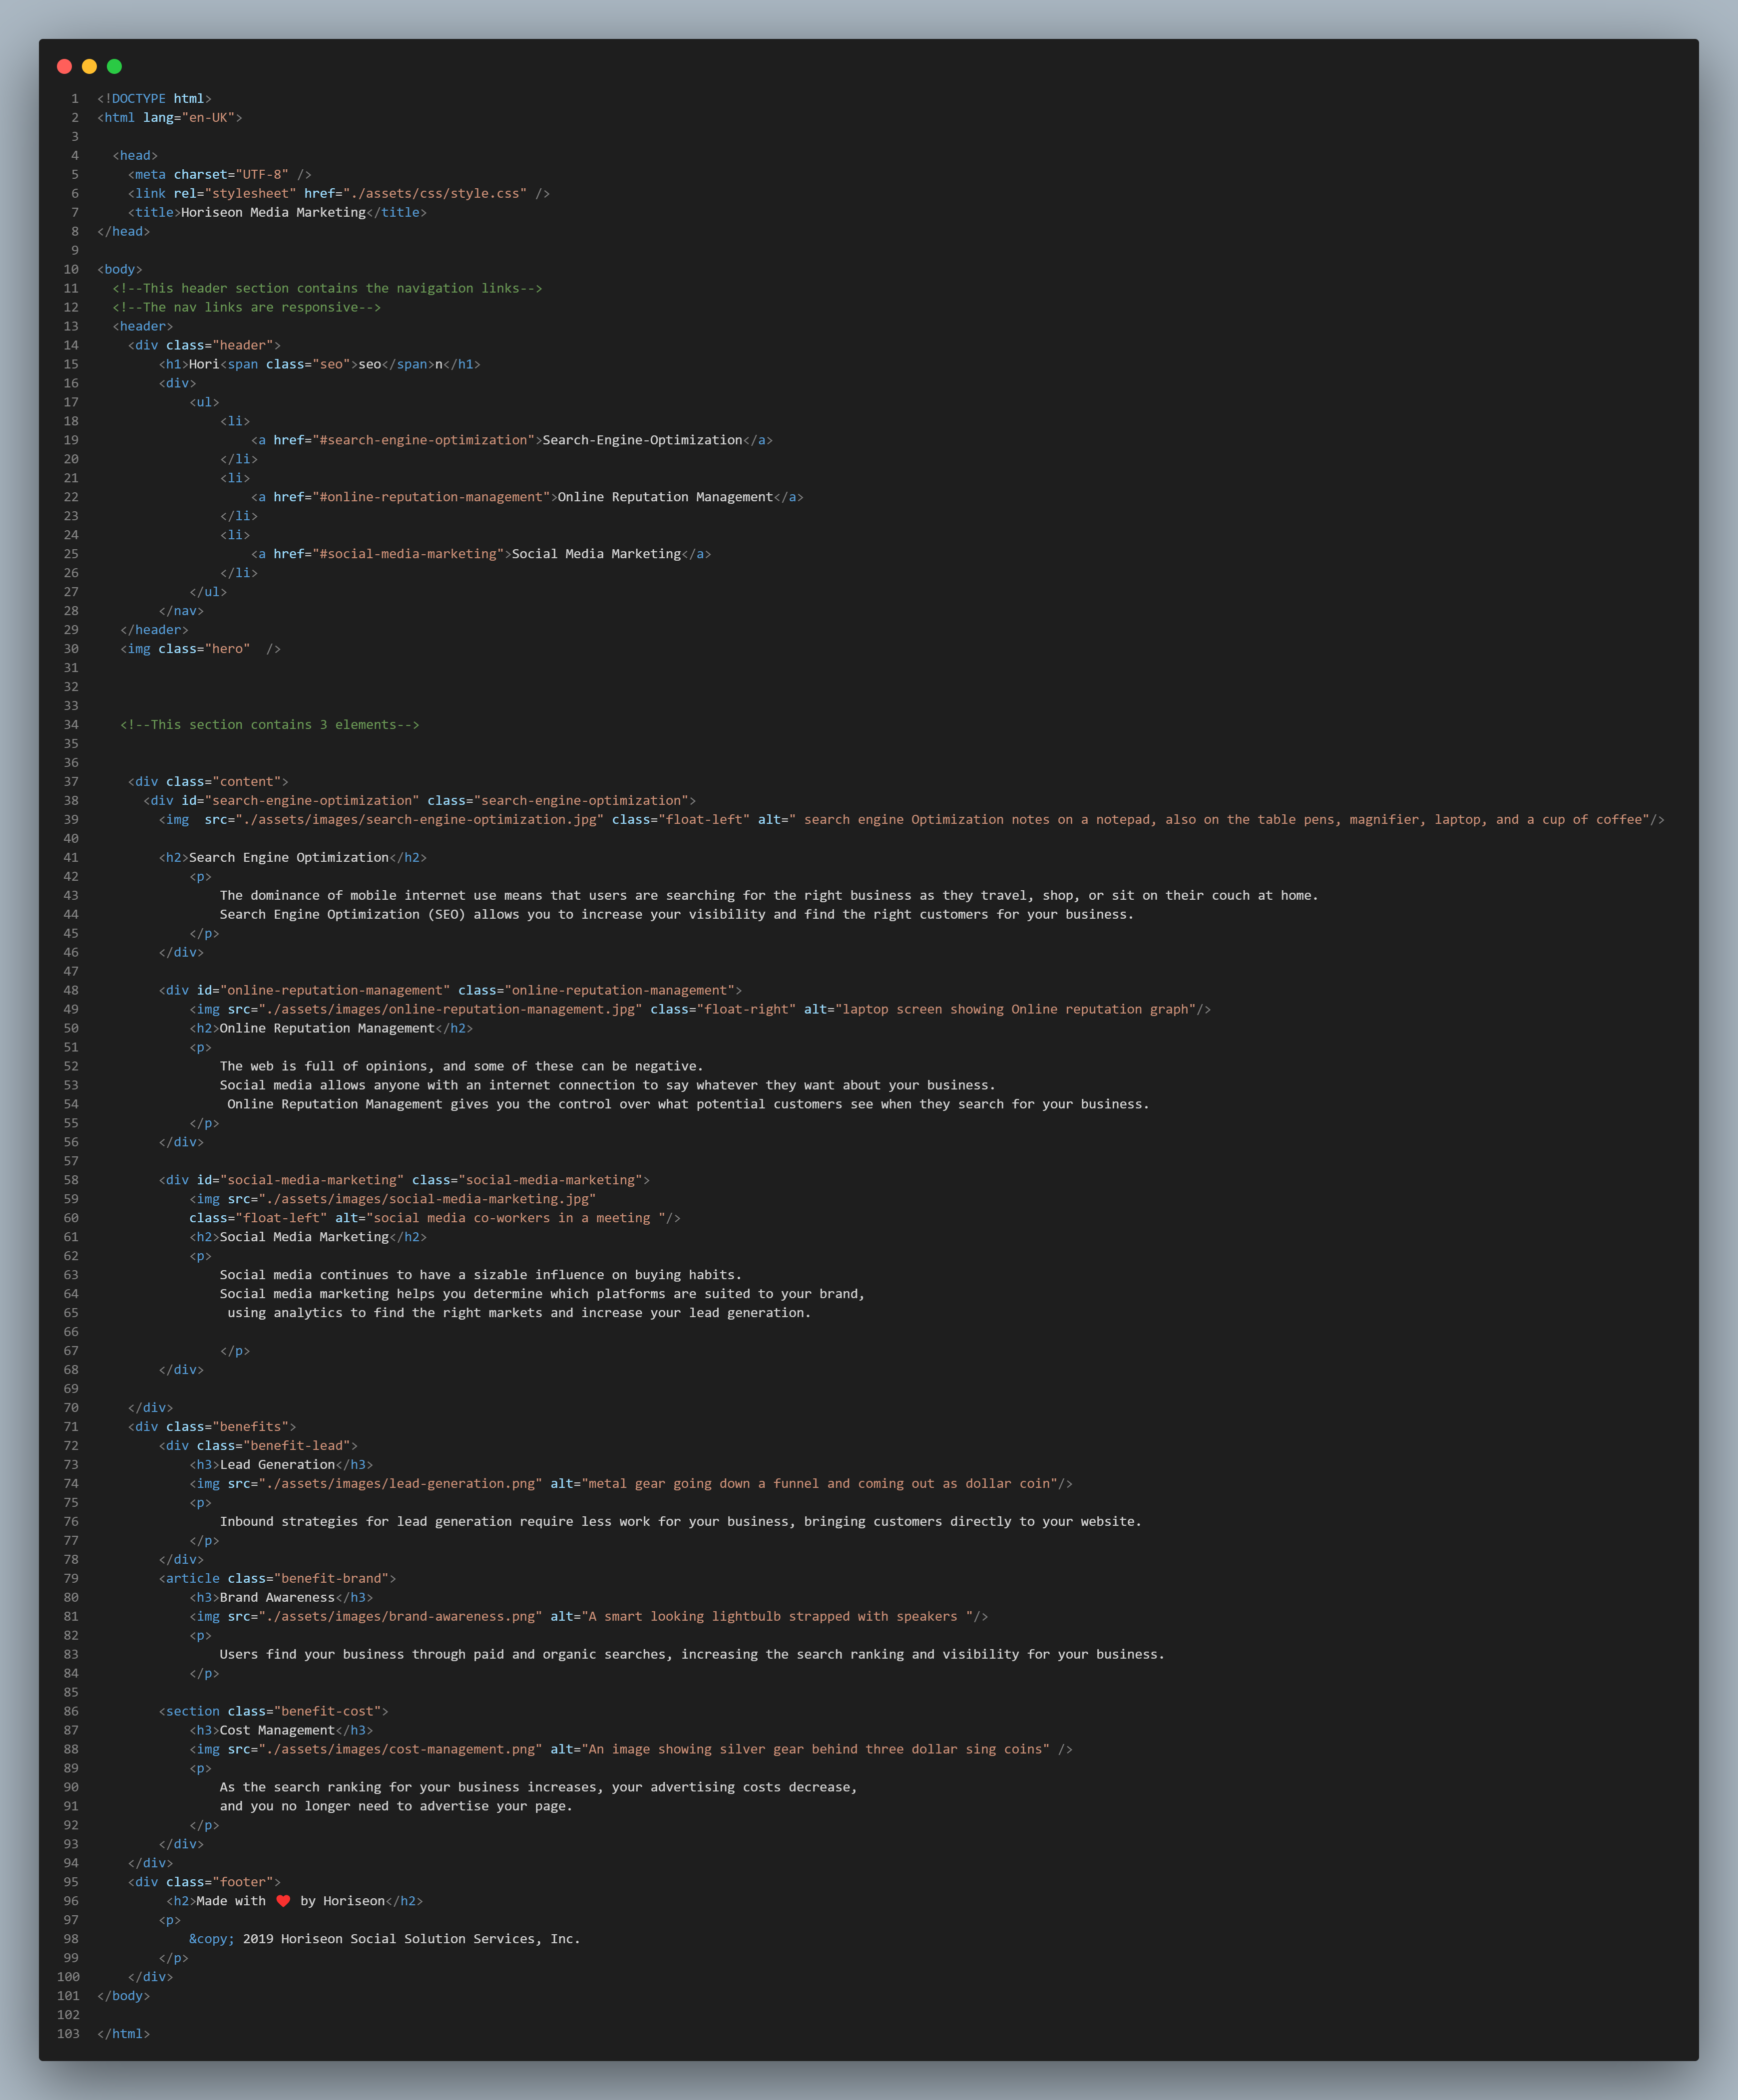 1 <!DOCTYPE html>
2 <html lang="en-UK">
3
4   <head>
5     <meta charset="UTF-8" />
6     <link rel="stylesheet" href="./assets/css/style.css" />
7     <title>Horiseon Media Marketing</title>
8 </head>
9
10 <body>
11   <!--This header section contains the navigation links-->
12   <!--The nav links are responsive-->
13   <header>
14     <div class="header">
15         <h1>Hori<span class="seo">seo</span>n</h1>
16         <div>
17             <ul>
18                 <li>
19                     <a href="#search-engine-optimization">Search-Engine-Optimization</a>
20                 </li>
21                 <li>
22                     <a href="#online-reputation-management">Online Reputation Management</a>
23                 </li>
24                 <li>
25                     <a href="#social-media-marketing">Social Media Marketing</a>
26                 </li>
27             </ul>
28         </nav>
29    </header>
30    <img class="hero"  />
31
32
33
34    <!--This section contains 3 elements-->
35
36
37     <div class="content">
38       <div id="search-engine-optimization" class="search-engine-optimization">
39         <img  src="./assets/images/search-engine-optimization.jpg" class="float-left" alt=" search engine Optimization notes on a notepad, also on the table pens, magnifier, laptop, and a cup of coffee"/>
40
41         <h2>Search Engine Optimization</h2>
42             <p>
43                 The dominance of mobile internet use means that users are searching for the right business as they travel, shop, or sit on their couch at home.
44                 Search Engine Optimization (SEO) allows you to increase your visibility and find the right customers for your business.
45             </p>
46         </div>
47
48         <div id="online-reputation-management" class="online-reputation-management">
49             <img src="./assets/images/online-reputation-management.jpg" class="float-right" alt="laptop screen showing Online reputation graph"/>
50             <h2>Online Reputation Management</h2>
51             <p>
52                 The web is full of opinions, and some of these can be negative.
53                 Social media allows anyone with an internet connection to say whatever they want about your business.
54                  Online Reputation Management gives you the control over what potential customers see when they search for your business.
55             </p>
56         </div>
57
58         <div id="social-media-marketing" class="social-media-marketing">
59             <img src="./assets/images/social-media-marketing.jpg"
60             class="float-left" alt="social media co-workers in a meeting "/>
61             <h2>Social Media Marketing</h2>
62             <p>
63                 Social media continues to have a sizable influence on buying habits.
64                 Social media marketing helps you determine which platforms are suited to your brand,
65                  using analytics to find the right markets and increase your lead generation.
66
67                 </p>
68         </div>
69
70     </div>
71     <div class="benefits">
72         <div class="benefit-lead">
73             <h3>Lead Generation</h3>
74             <img src="./assets/images/lead-generation.png" alt="metal gear going down a funnel and coming out as dollar coin"/>
75             <p>
76                 Inbound strategies for lead generation require less work for your business, bringing customers directly to your website.
77             </p>
78         </div>
79         <article class="benefit-brand">
80             <h3>Brand Awareness</h3>
81             <img src="./assets/images/brand-awareness.png" alt="A smart looking lightbulb strapped with speakers "/>
82             <p>
83                 Users find your business through paid and organic searches, increasing the search ranking and visibility for your business.
84             </p>
85
86         <section class="benefit-cost">
87             <h3>Cost Management</h3>
88             <img src="./assets/images/cost-management.png" alt="An image showing silver gear behind three dollar sing coins" />
89             <p>
90                 As the search ranking for your business increases, your advertising costs decrease,
91                 and you no longer need to advertise your page.
92             </p>
93         </div>
94     </div>
95     <div class="footer">
96          <h2>Made with ❤️ by Horiseon</h2>
97         <p>
98             &copy; 2019 Horiseon Social Solution Services, Inc.
99         </p>
100     </div>
101 </body>
102
103 </html>